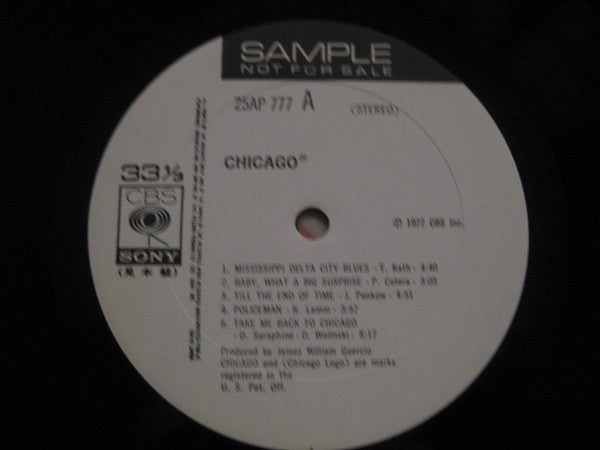 SAMPLE
NOT FOR SALE
25AP 777 A
(STEREO)
CHICAGO®
33⅓
CBS
SONY
(見本盤)
℗ 1977 CBS Inc.
1. MISSISSIPPI DELTA CITY BLUES - T. Kath - 4:40
2. BABY, WHAT A BIG SURPRISE - P. Cetera - 3:05
3. TILL THE END OF TIME - J. Pankow - 4:51
4. POLICEMAN - R. Lamm - 3:57
5. TAKE ME BACK TO CHICAGO
- D. Seraphine - D. Wolinski - 5:17
Produced by James William Guercio
CHICAGO and (Chicago Logo) are marks
registered in the
U. S. Pat. Off.